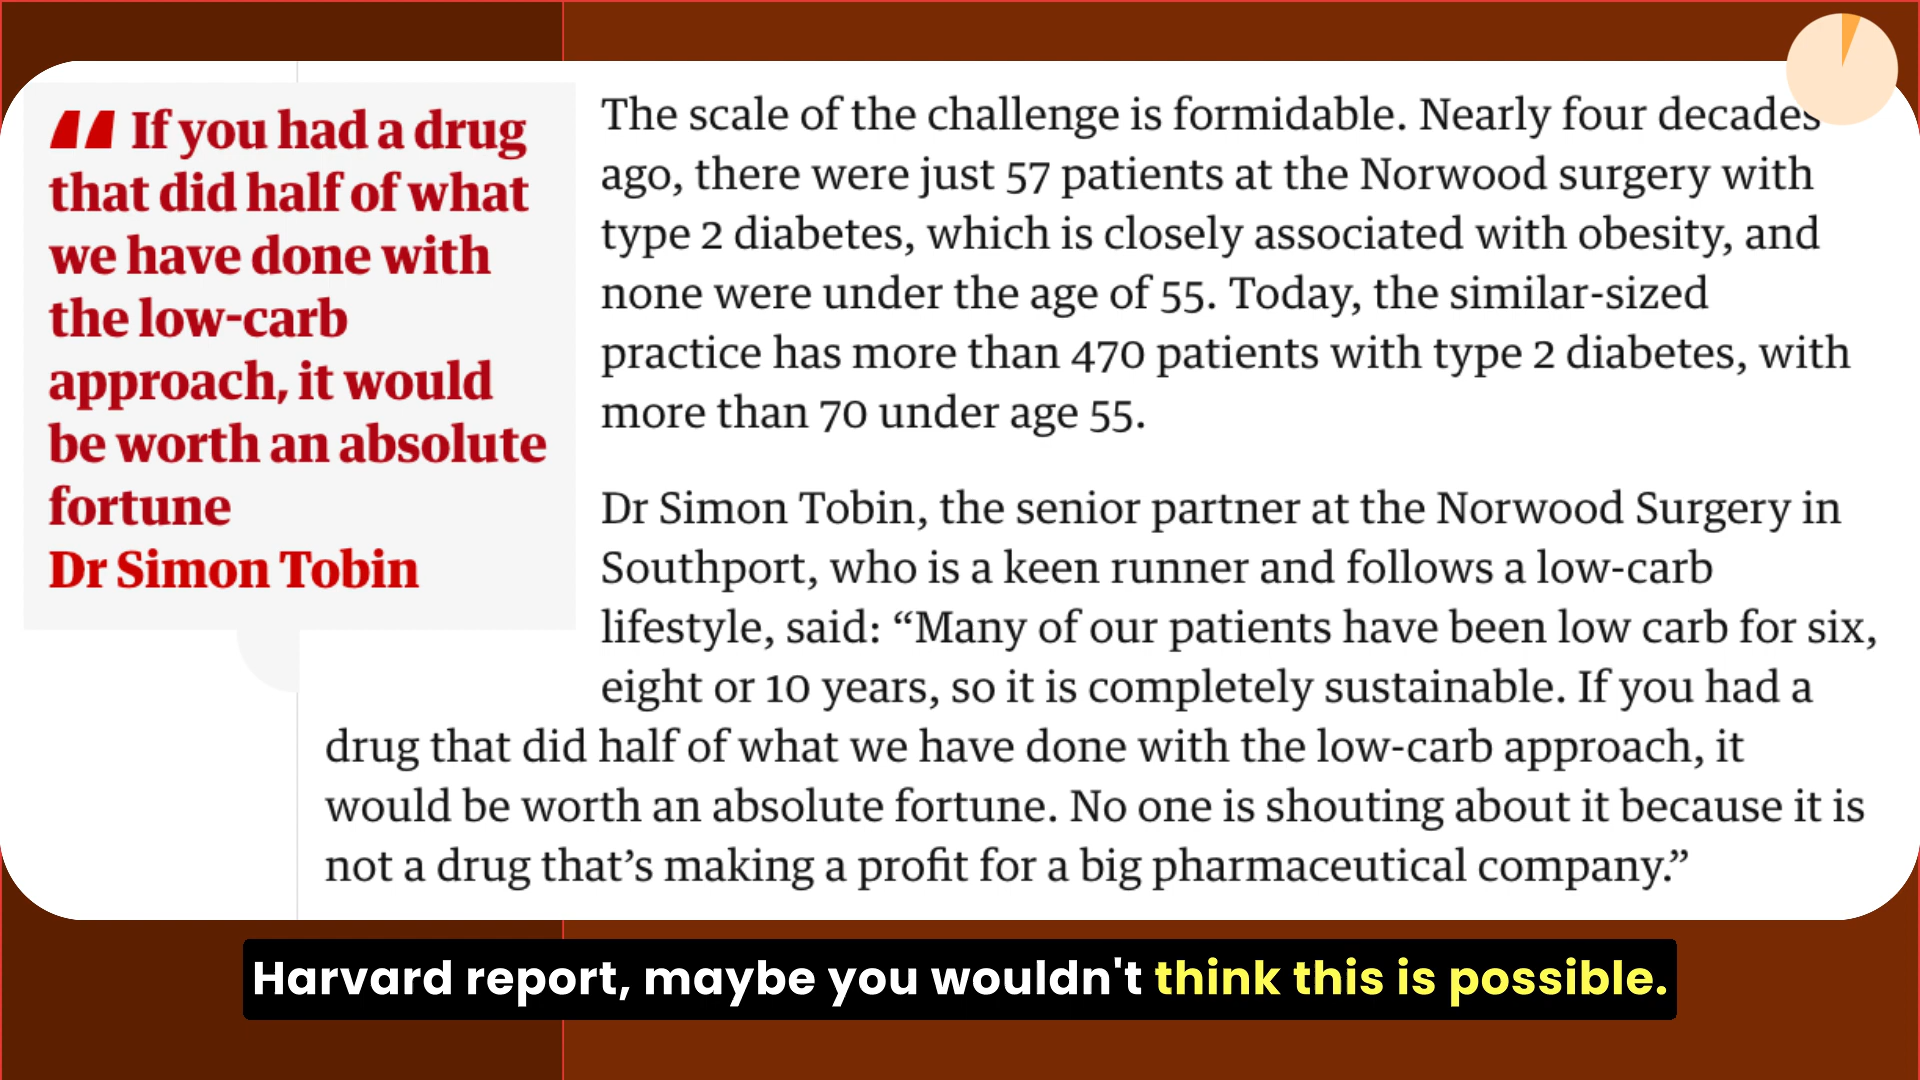 If you had a drug
that did half of what
we have done with
the low-carb
approach, it would
be worth an absolute
fortune
Dr Simon Tobin
The scale of the challenge is formidable. Nearly four decades
ago, there were just 57 patients at the Norwood surgery with
type 2 diabetes, which is closely associated with obesity, and
none were under the age of 55. Today, the similar-sized
practice has more than 470 patients with type 2 diabetes, with
more than 70 under age 55.
Dr Simon Tobin, the senior partner at the Norwood Surgery in
Southport, who is a keen runner and follows a low-carb
lifestyle, said: “Many of our patients have been low carb for six,
eight or 10 years, so it is completely sustainable. If you had a
drug that did half of what we have done with the low-carb approach, it
would be worth an absolute fortune. No one is shouting about it because it is
not a drug that’s making a profit for a big pharmaceutical company.”
Harvard report, maybe you wouldn't think this is possible.